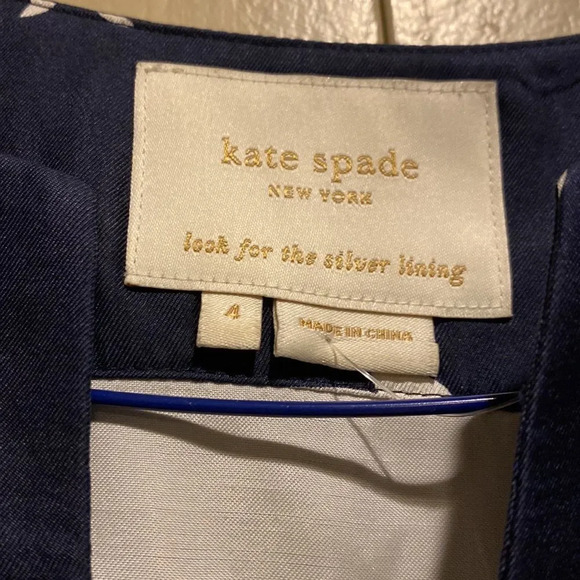 kate spade
NEW YORK
look for the silver lining
4
MADE IN CHINA